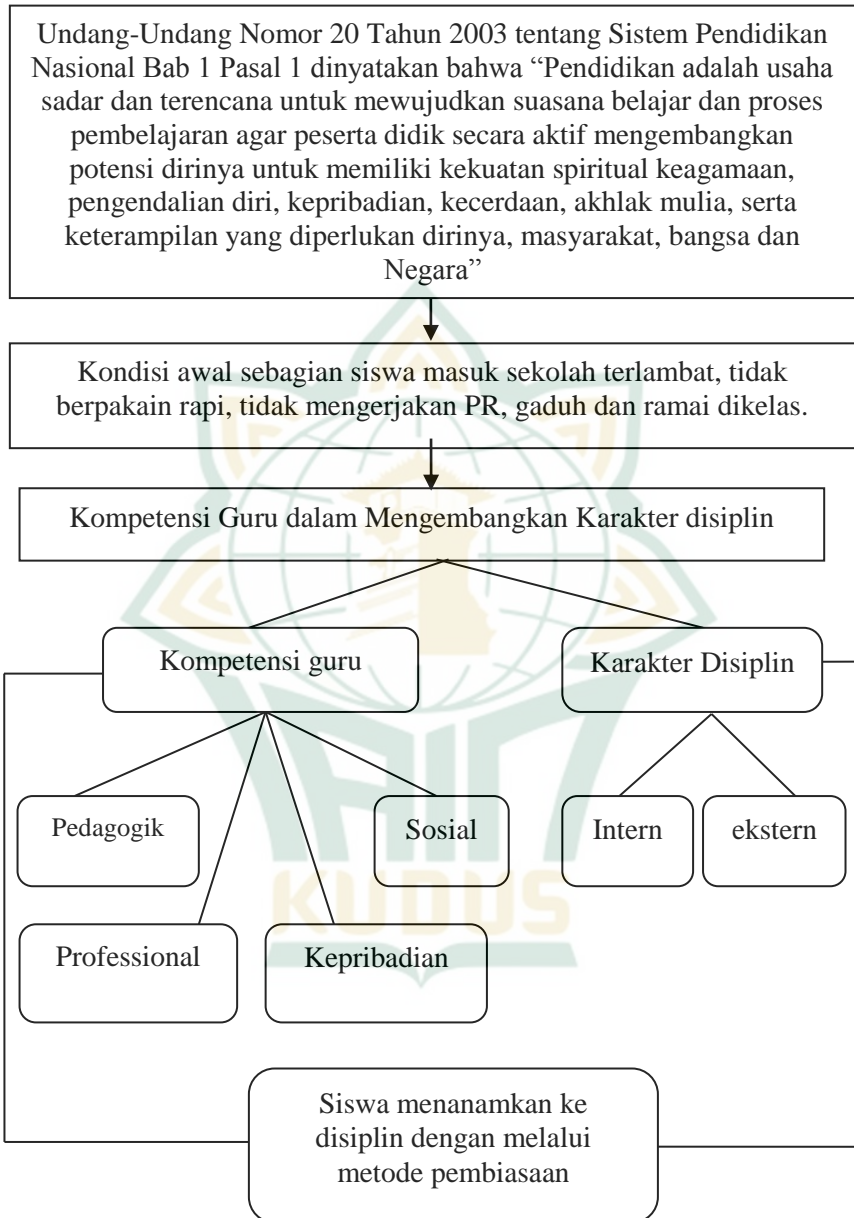 Undang-Undang Nomor 20 Tahun 2003 tentang Sistem Pendidikan
Nasional Bab 1 Pasal 1 dinyatakan bahwa “Pendidikan adalah usaha
sadar dan terencana untuk mewujudkan suasana belajar dan proses
pembelajaran agar peserta didik secara aktif mengembangkan
potensi dirinya untuk memiliki kekuatan spiritual keagamaan,
pengendalian diri, kepribadian, kecerdaan, akhlak mulia, serta
keterampilan yang diperlukan dirinya, masyarakat, bangsa dan
Negara”
Kondisi awal sebagian siswa masuk sekolah terlambat, tidak
berpakain rapi, tidak mengerjakan PR, gaduh dan ramai dikelas.
Kompetensi Guru dalam Mengembangkan Karakter disiplin
Kompetensi guru
Karakter Disiplin
Pedagogik
Sosial
Intern
ekstern
Professional
Kepribadian
Siswa menanamkan ke
disiplin dengan melalui
metode pembiasaan
IAIN
KUDUS